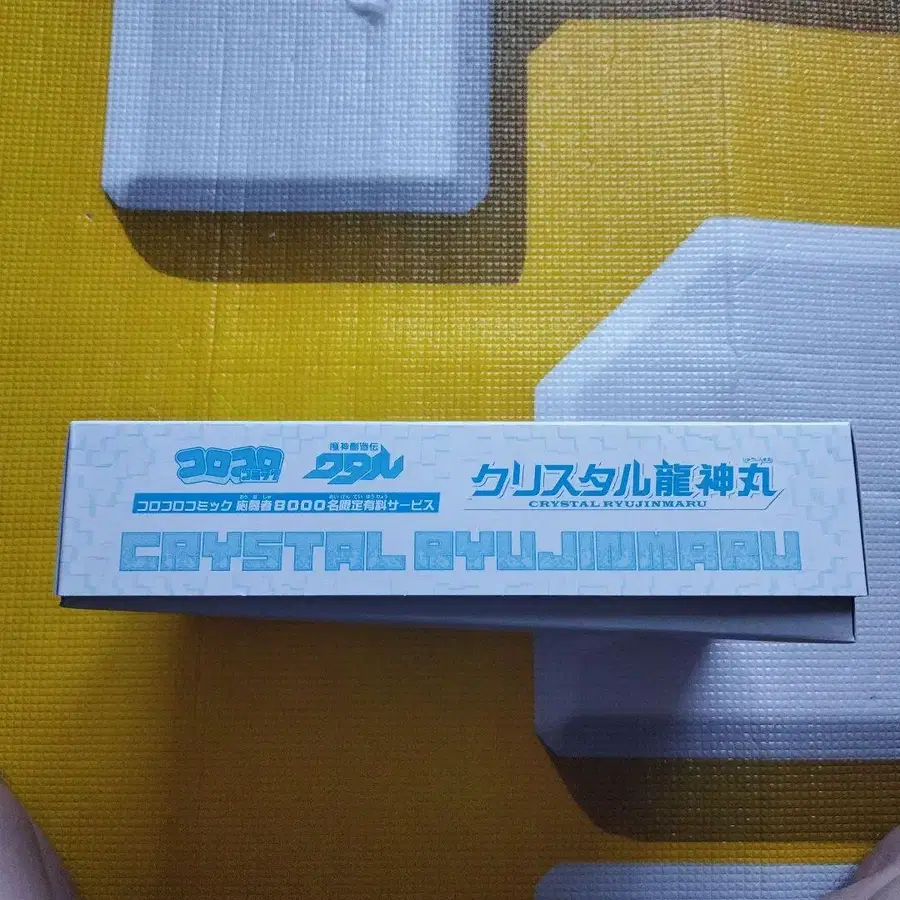 コロコロ
コミック
魔神創造伝
ワタル
コロコロコミック 応募者8000名限定有料サービス
クリスタル龍神丸
CRYSTAL RYUJINMARU
CRYSTAL RYUJINMARU